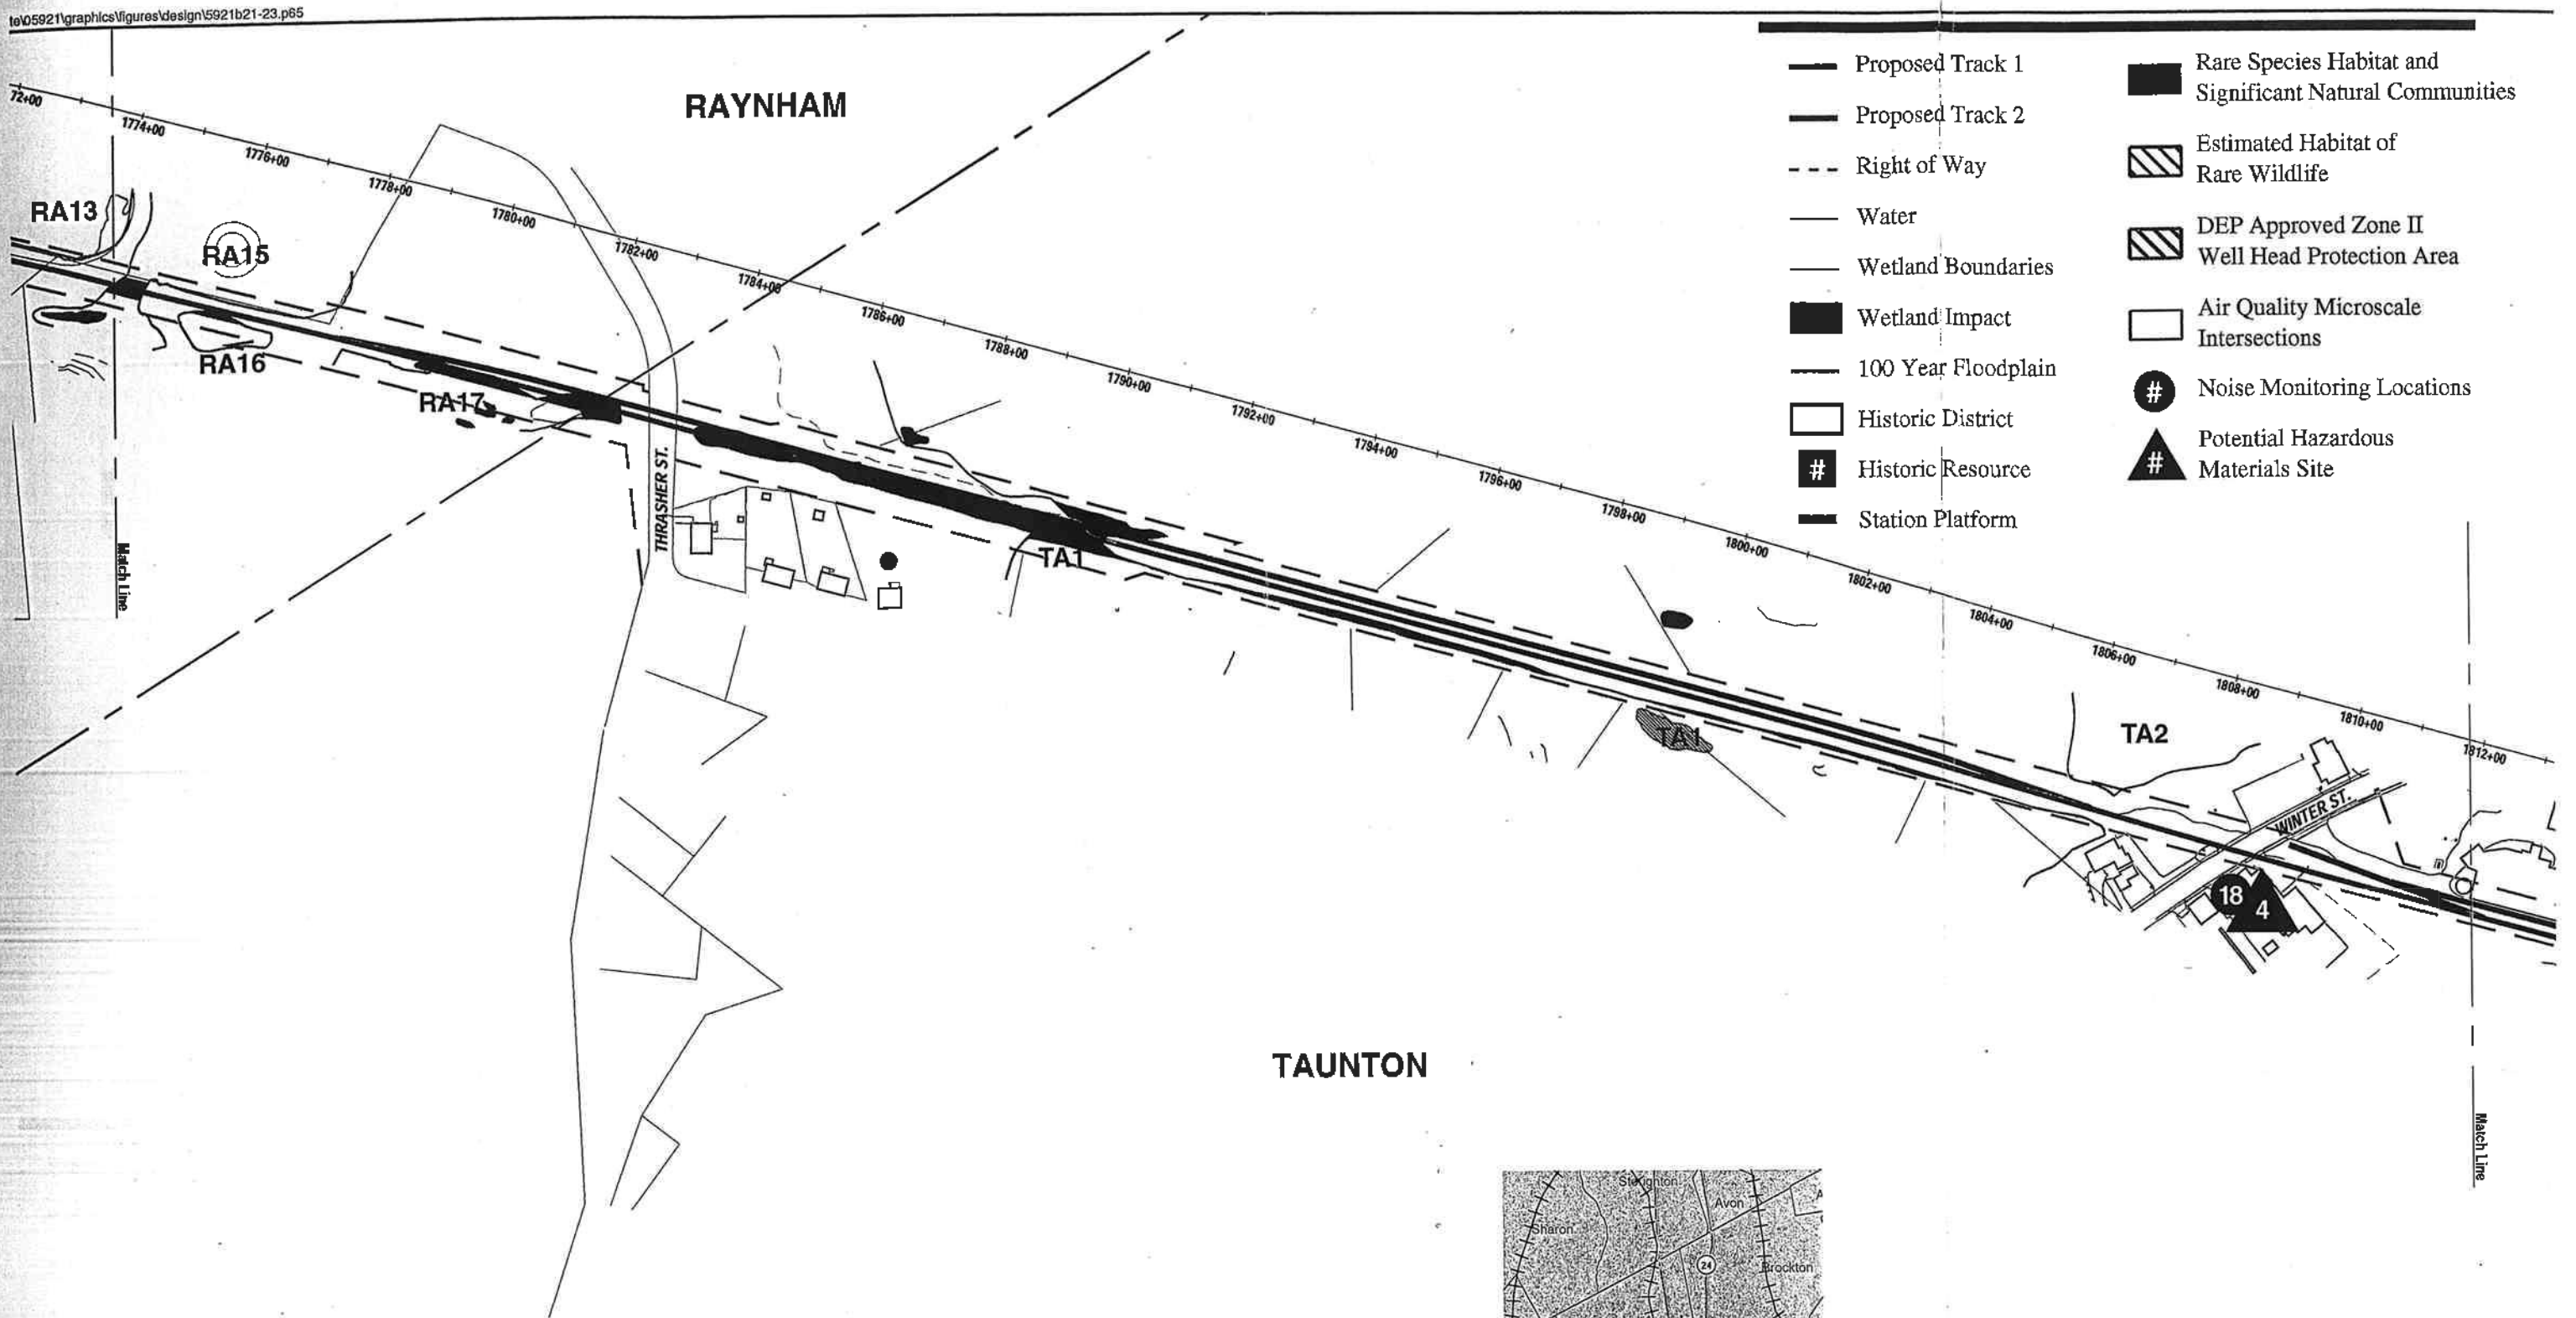 te\05921\graphics\figures\design\5921b21-23.p65
RAYNHAM
72+00
1774+00
1776+00
1778+00
1780+00
1782+00
1784+00
1786+00
1788+00
1790+00
1792+00
1794+00
1796+00
1798+00
1800+00
1802+00
1804+00
1806+00
1808+00
1810+00
1812+00
RA13
RA15
RA16
RA17
Match Line
THRASHER ST.
TA1
TA1
TA2
WINTER ST.
18
4
Match Line
TAUNTON
Proposed Track 1
Proposed Track 2
Right of Way
Water
Wetland Boundaries
Wetland Impact
100 Year Floodplain
Historic District
# Historic Resource
Station Platform
Rare Species Habitat and
Significant Natural Communities
Estimated Habitat of
Rare Wildlife
DEP Approved Zone II
Well Head Protection Area
Air Quality Microscale
Intersections
# Noise Monitoring Locations
# Potential Hazardous
Materials Site
Stoughton
Avon
Sharon
24
Brockton